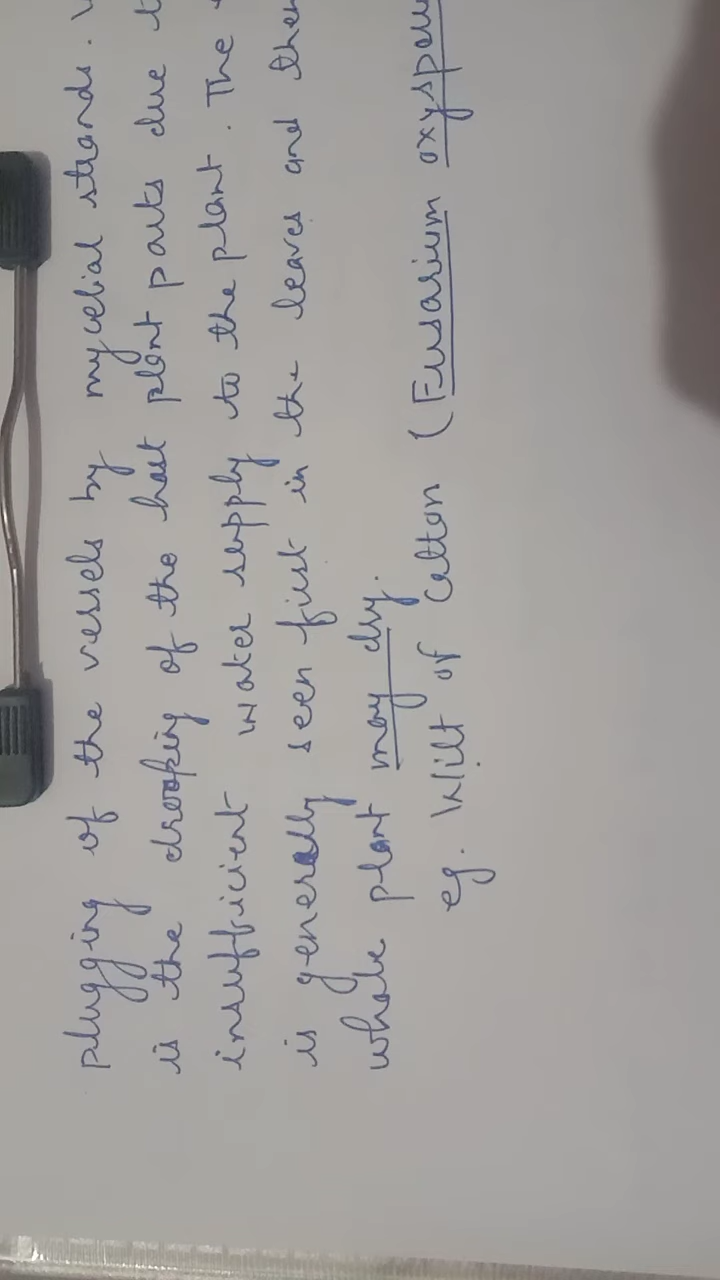 plugging of the vessels by mycelial strands.
is the drooping of the host plant parts due
insufficient water supply to the plant. The
is generally seen first in the leaves and then
whole plant may dry.
eg. Wilt of Cotton (Fusarium